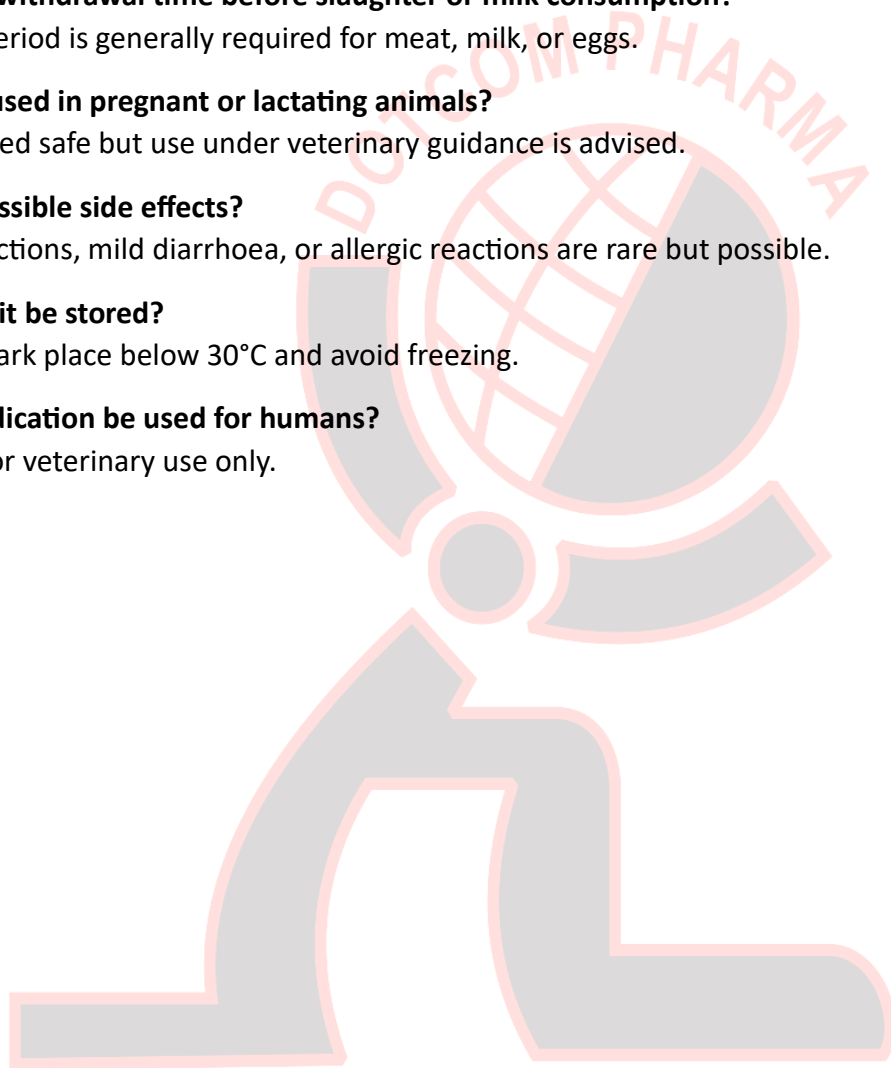 withdrawal time before slaughter or milk consumption?
eriod is generally required for meat, milk, or eggs.
used in pregnant or lactating animals?
ed safe but use under veterinary guidance is advised.
ssible side effects?
ctions, mild diarrhoea, or allergic reactions are rare but possible.
it be stored?
ark place below 30°C and avoid freezing.
dication be used for humans?
or veterinary use only.
DOTCOM PHARMA